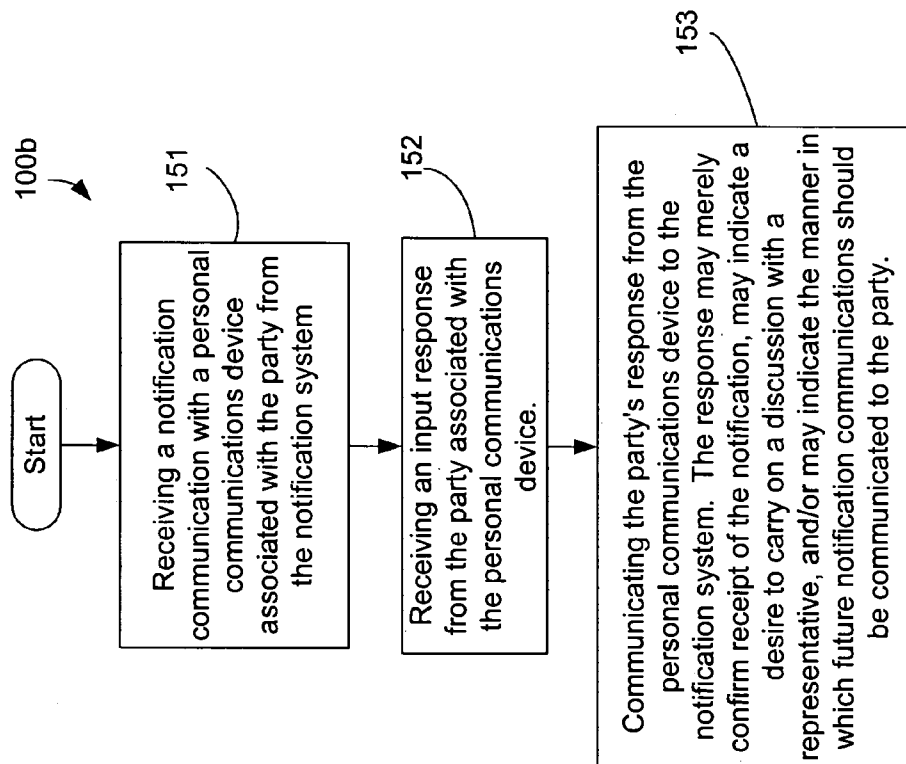 100b
Start
151
Receiving a notification
communication with a personal
communications device
associated with the party from
the notification system
152
Receiving an input response
from the party associated with
the personal communications
device.
153
Communicating the party's response from the
personal communications device to the
notification system. The response may merely
confirm receipt of the notification, may indicate a
desire to carry on a discussion with a
representative, and/or may indicate the manner in
which future notification communications should
be communicated to the party.